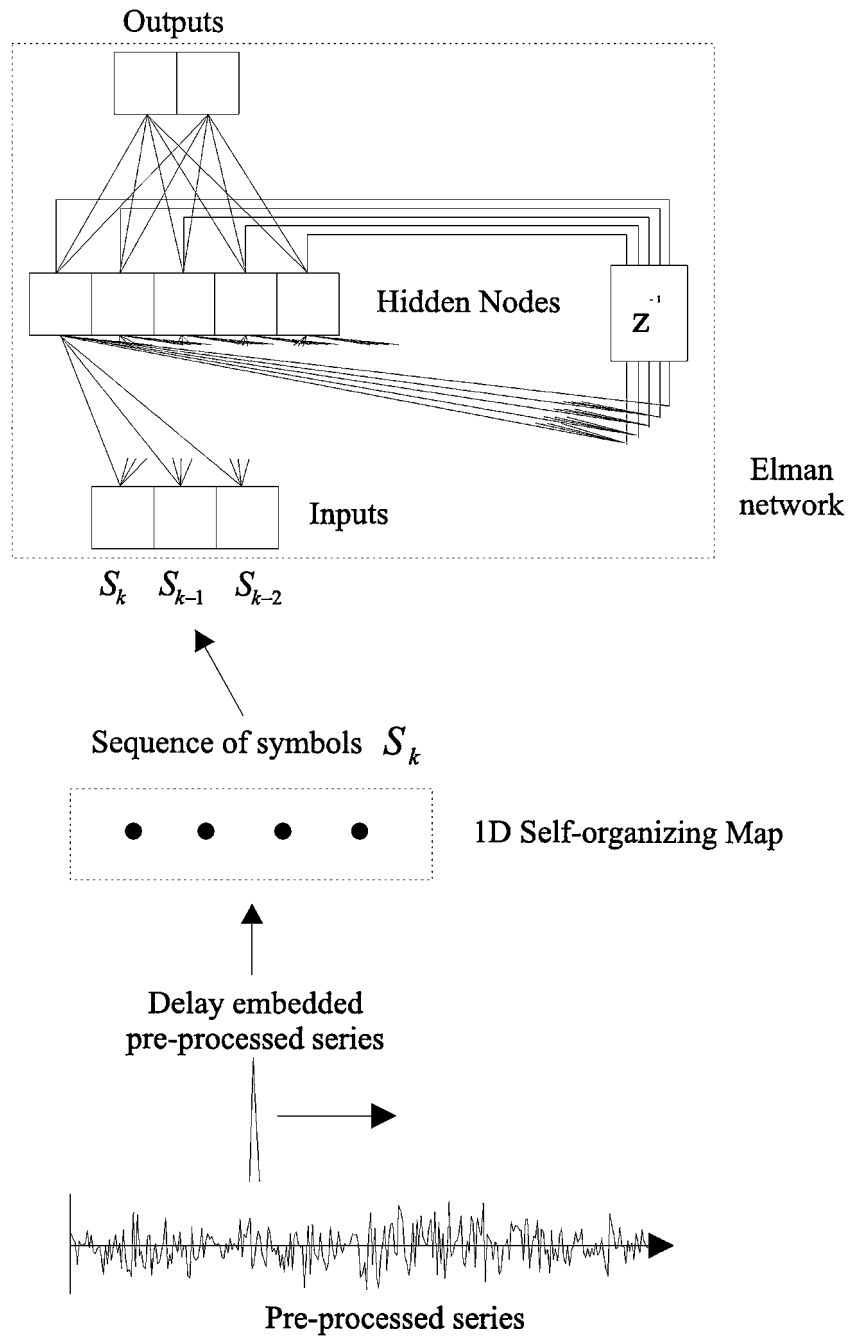 Outputs
Hidden Nodes
z⁻¹
Elman
network
Inputs
Sₖ Sₖ₋₁ Sₖ₋₂
Sequence of symbols Sₖ
1D Self-organizing Map
Delay embedded
pre-processed series
Pre-processed series